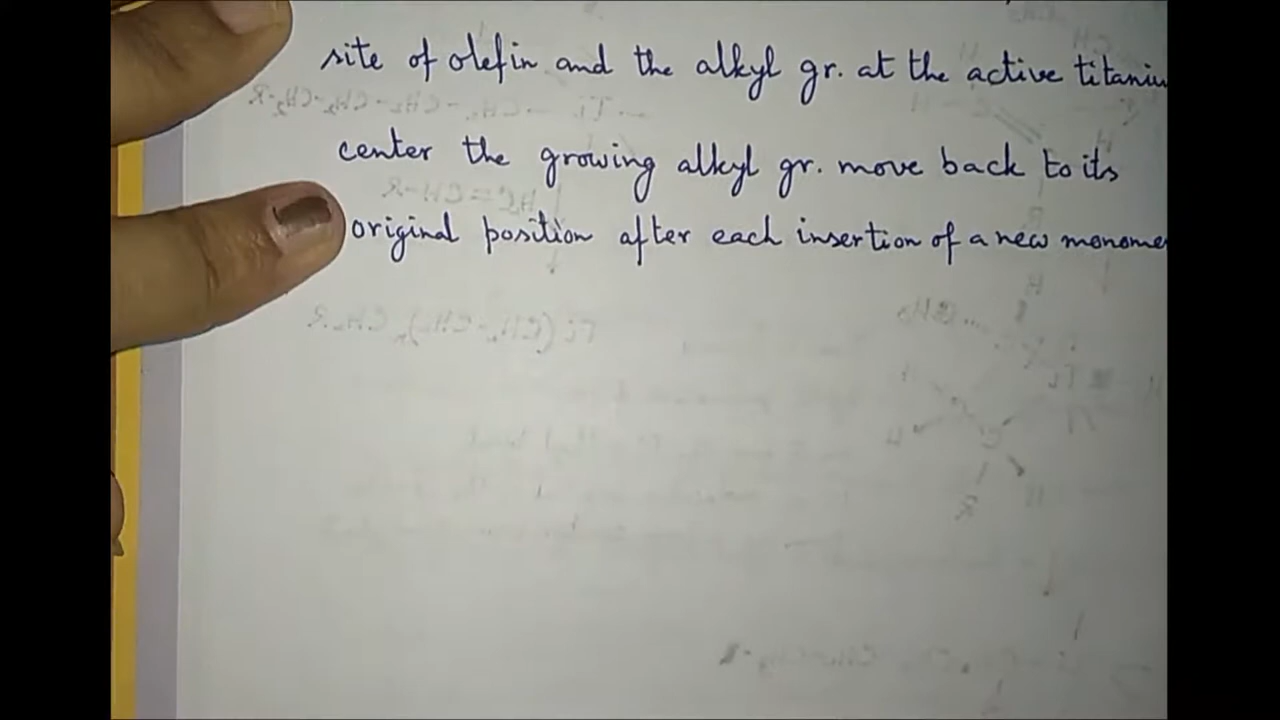 site of olefin and the alkyl gr. at the active titaniu
center the growing alkyl gr. move back to its
original position after each insertion of a new monome